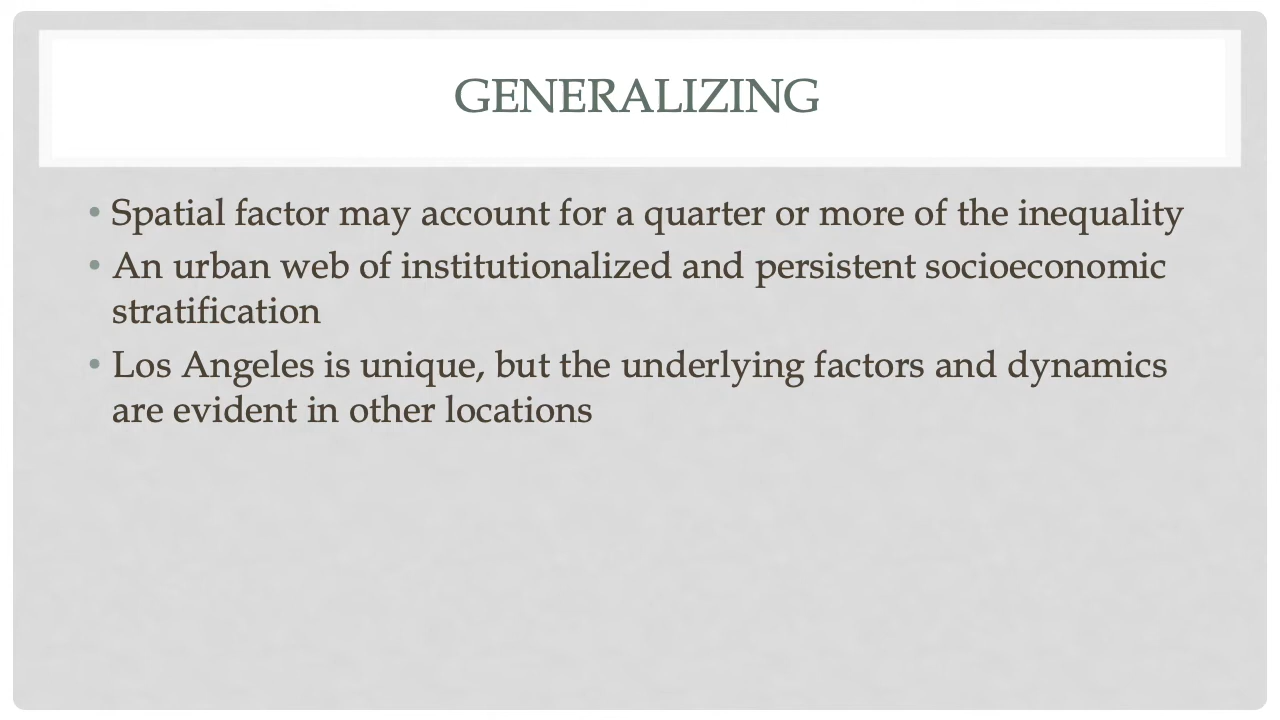 GENERALIZING
• Spatial factor may account for a quarter or more of the inequality
• An urban web of institutionalized and persistent socioeconomic
stratification
• Los Angeles is unique, but the underlying factors and dynamics
are evident in other locations